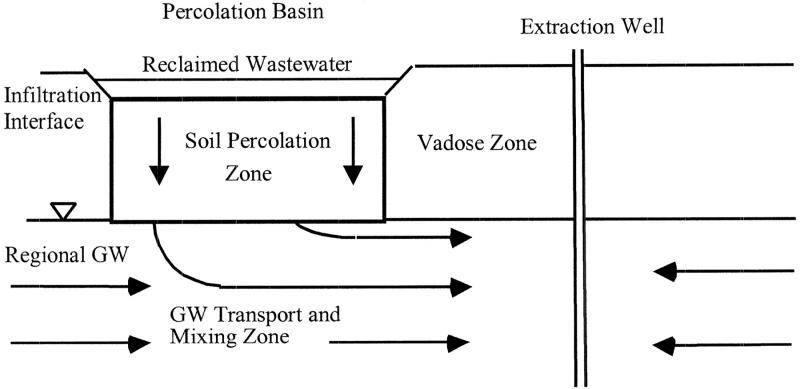 Percolation Basin
Extraction Well
Reclaimed Wastewater
Infiltration
Interface
Soil Percolation
Zone
Vadose Zone
Regional GW
GW Transport and
Mixing Zone